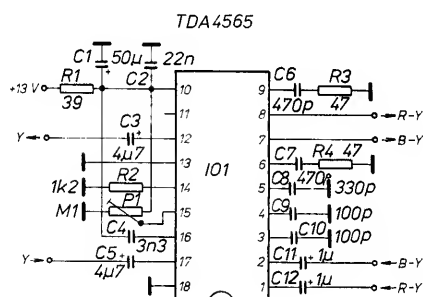 TDA4565
C1 50µ 22n
C2
+13 V R1 39
10 9 C6 470p R3 47
11 8 R-Y
Y C3 4µ7 12 7 B-Y
13 IO1 6 C7 470p R4 47
1k2 R2 14 5 C8 330p
M1 P1 15 4 C9 100p
C4 3n3 16 3 C10 100p
Y C5 4µ7 17 2 C11 1µ B-Y
18 1 C12 1µ R-Y